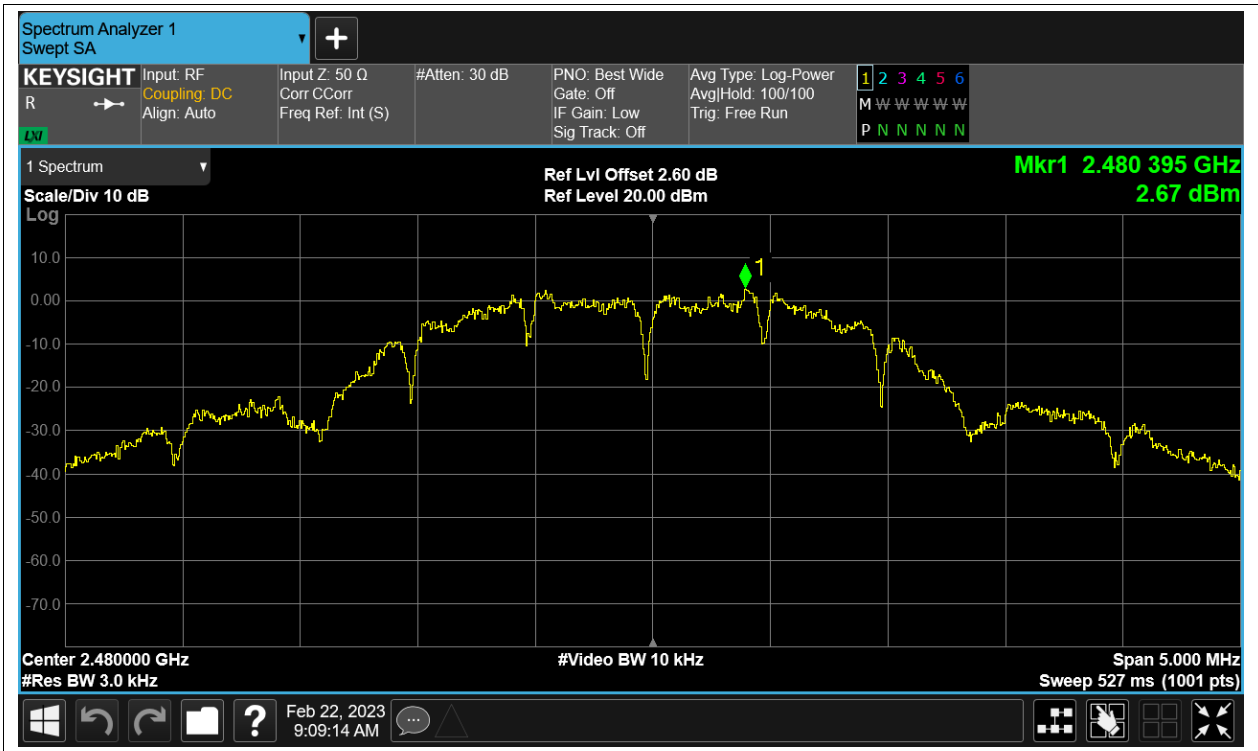 Spectrum Analyzer 1
Swept SA
KEYSIGHT
R
LXI
Input: RF
Coupling: DC
Align: Auto
Input Z: 50 Ω
Corr CCorr
Freq Ref: Int (S)
#Atten: 30 dB
PNO: Best Wide
Gate: Off
IF Gain: Low
Sig Track: Off
Avg Type: Log-Power
Avg|Hold: 100/100
Trig: Free Run
1 2 3 4 5 6
M W W W W W
P N N N N N
1 Spectrum
Scale/Div 10 dB
Ref Lvl Offset 2.60 dB
Ref Level 20.00 dBm
Mkr1 2.480 395 GHz
2.67 dBm
Log
10.0
0.00
-10.0
-20.0
-30.0
-40.0
-50.0
-60.0
-70.0
1
Center 2.480000 GHz
#Res BW 3.0 kHz
#Video BW 10 kHz
Span 5.000 MHz
Sweep 527 ms (1001 pts)
?
Feb 22, 2023
9:09:14 AM